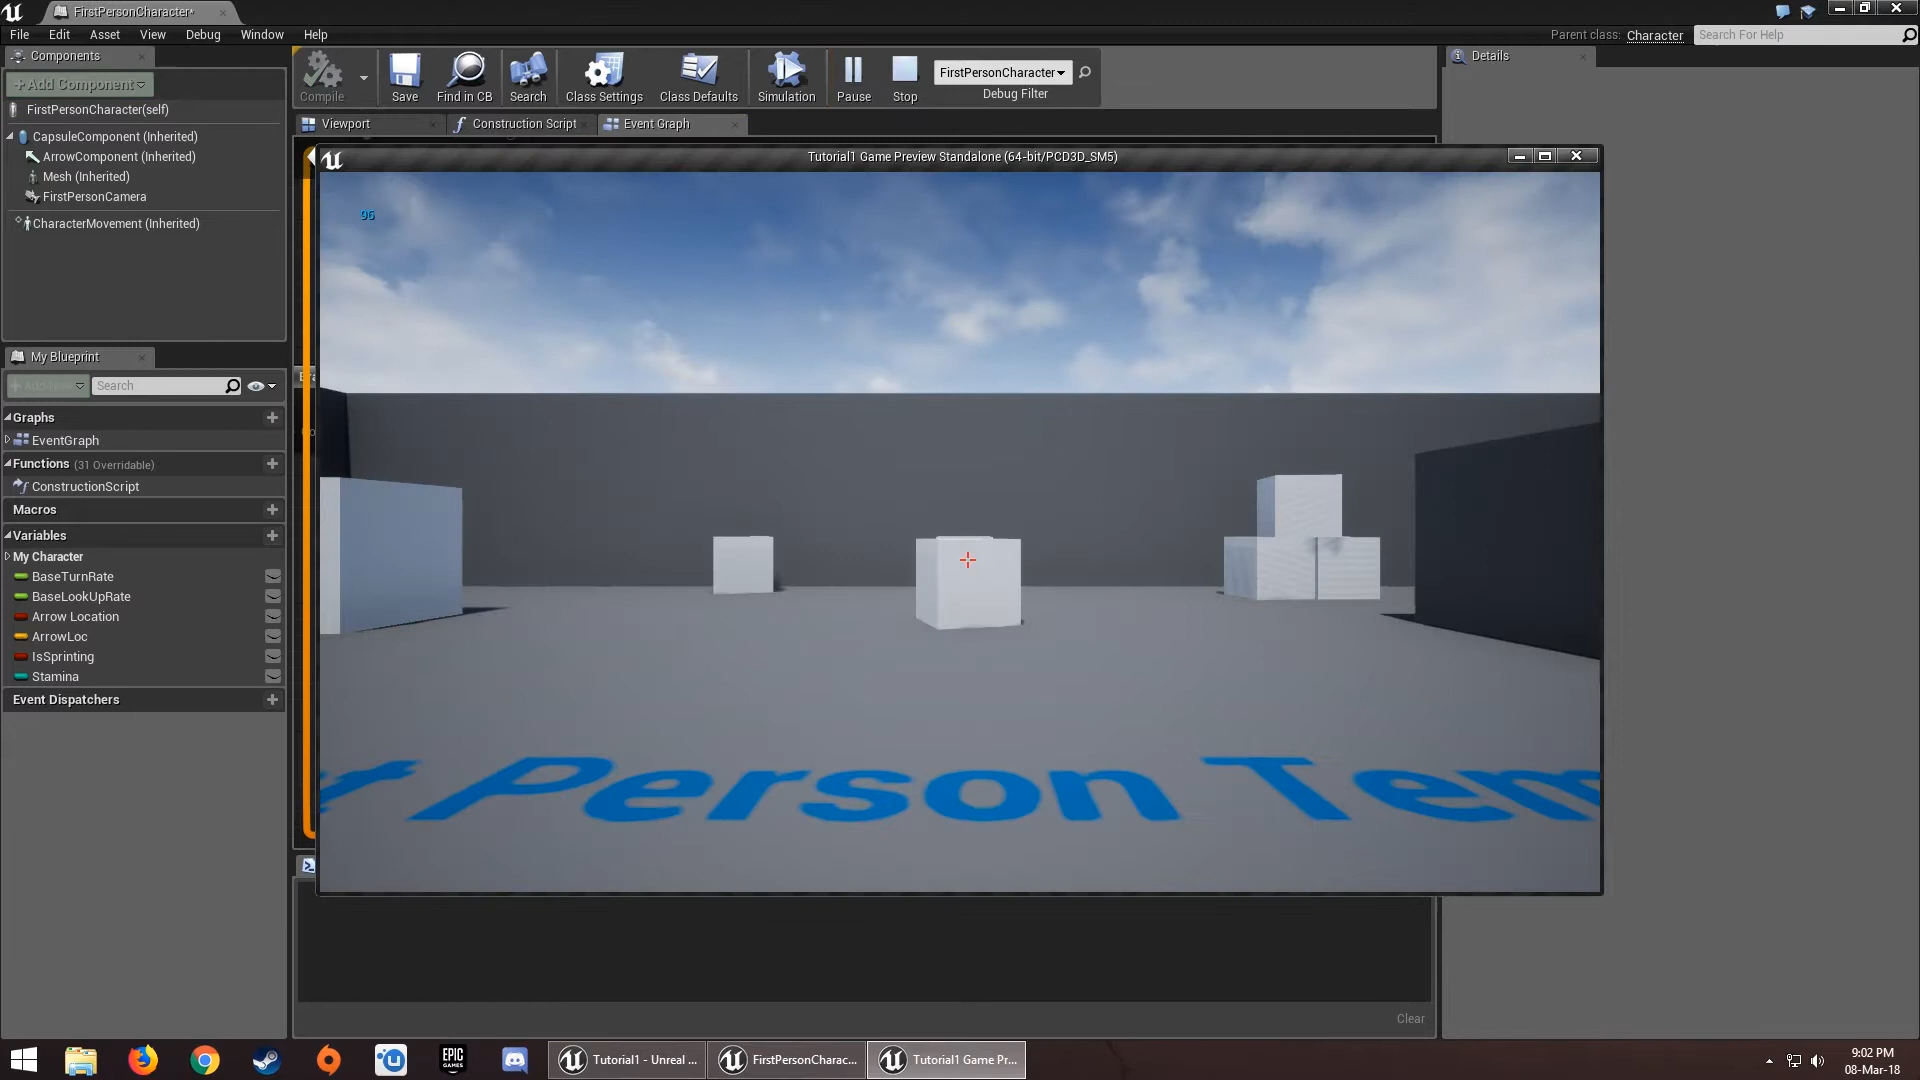 FirstPersonCharacter*
File Edit Asset View Debug Window Help
Parent class: Character Search For Help
Components
+Add Component
FirstPersonCharacter(self)
CapsuleComponent (Inherited)
ArrowComponent (Inherited)
Mesh (Inherited)
FirstPersonCamera
CharacterMovement (Inherited)
My Blueprint
Search
Graphs
EventGraph
Functions (31 Overridable)
ConstructionScript
Macros
Variables
My Character
BaseTurnRate
BaseLookUpRate
Arrow Location
ArrowLoc
IsSprinting
Stamina
Event Dispatchers
Compile Save Find in CB Search Class Settings Class Defaults Simulation Pause Stop
FirstPersonCharacter
Debug Filter
Viewport Construction Script Event Graph
Tutorial1 Game Preview Standalone (64-bit/PCD3D_SM5)
96
Person Tem
Details
Clear
EPIC
GAMES
Tutorial1 - Unreal ... FirstPersonCharac... Tutorial1 Game Pr...
9:02 PM
08-Mar-18